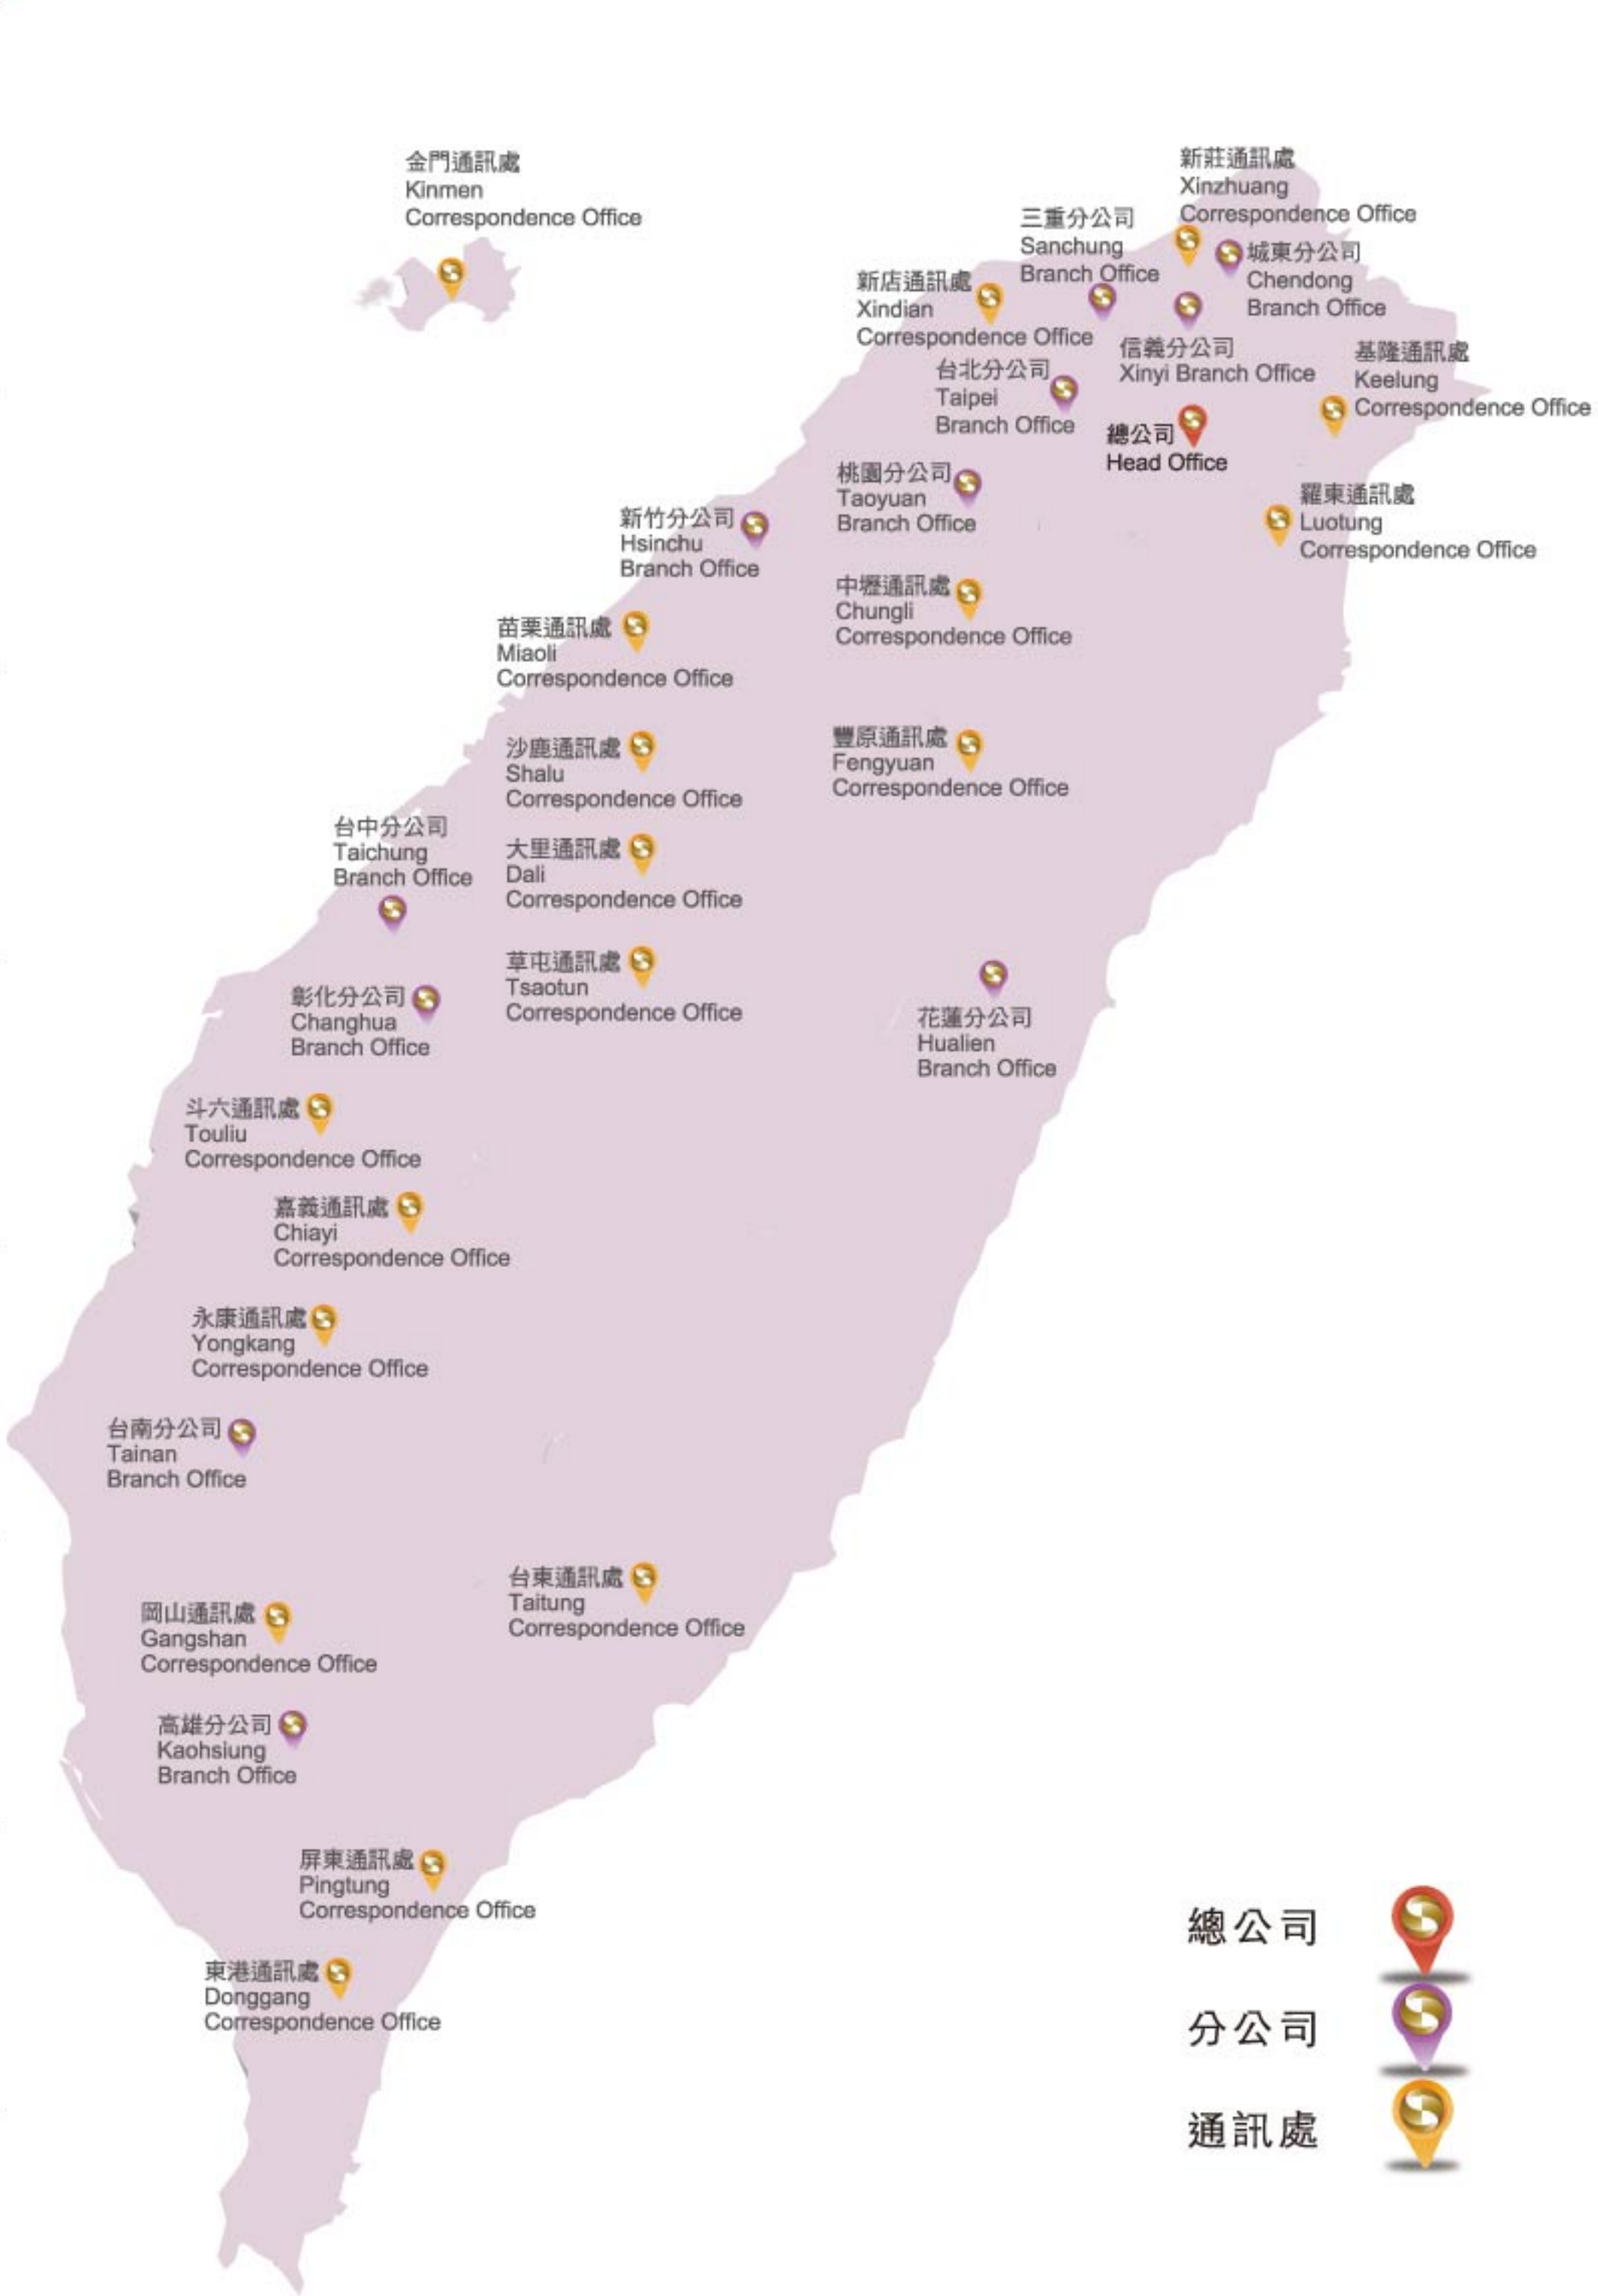 金門通訊處
Kinmen
Correspondence Office
新莊通訊處
Xinzhuang
Correspondence Office
三重分公司
Sanchung
Branch Office
城東分公司
Chendong
Branch Office
新店通訊處
Xindian
Correspondence Office
信義分公司
Xinyi Branch Office
基隆通訊處
Keelung
Correspondence Office
台北分公司
Taipei
Branch Office
總公司
Head Office
桃園分公司
Taoyuan
Branch Office
羅東通訊處
Luotung
Correspondence Office
新竹分公司
Hsinchu
Branch Office
中壢通訊處
Chungli
Correspondence Office
苗栗通訊處
Miaoli
Correspondence Office
沙鹿通訊處
Shalu
Correspondence Office
豐原通訊處
Fengyuan
Correspondence Office
台中分公司
Taichung
Branch Office
大里通訊處
Dali
Correspondence Office
草屯通訊處
Tsaotun
Correspondence Office
彰化分公司
Changhua
Branch Office
花蓮分公司
Hualien
Branch Office
斗六通訊處
Touliu
Correspondence Office
嘉義通訊處
Chiayi
Correspondence Office
永康通訊處
Yongkang
Correspondence Office
台南分公司
Tainan
Branch Office
台東通訊處
Taitung
Correspondence Office
岡山通訊處
Gangshan
Correspondence Office
高雄分公司
Kaohsiung
Branch Office
屏東通訊處
Pingtung
Correspondence Office
東港通訊處
Donggang
Correspondence Office
總公司
分公司
通訊處